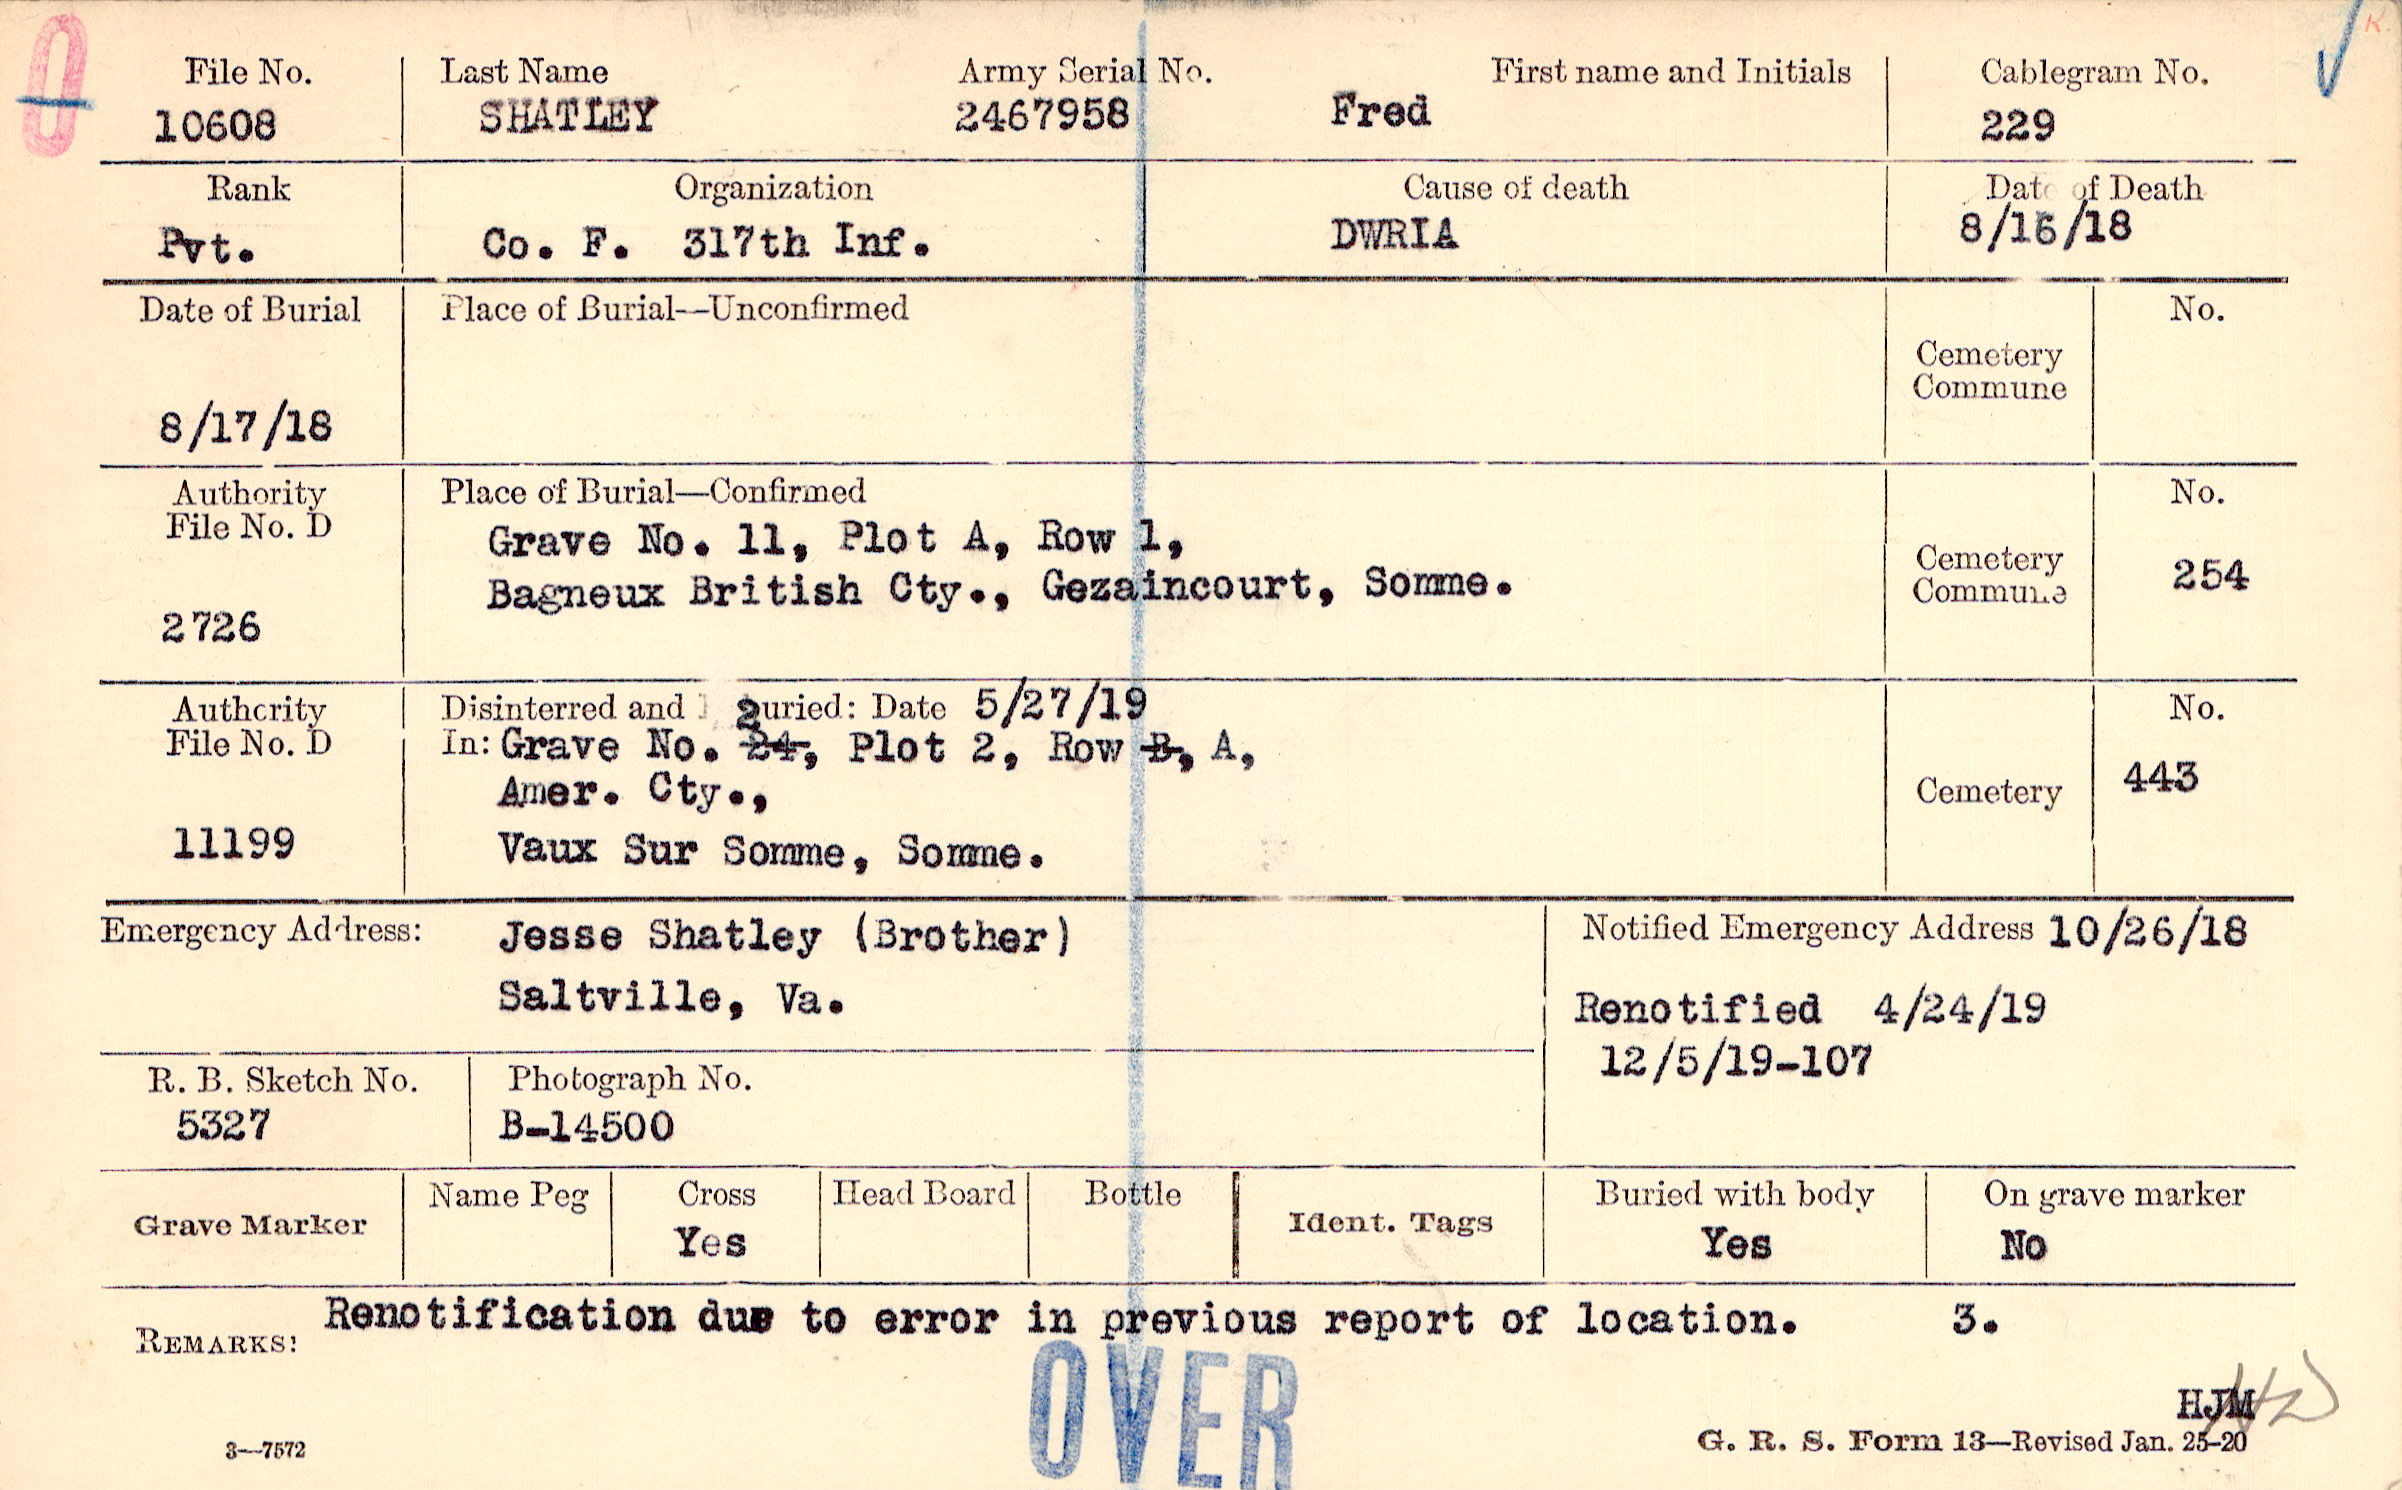 File No. Last Name Army Serial No. First name and Initials Cablegram No.
10608 SHATLEY 2467958 Fred 229
Rank Organization Cause of death Date of Death
Pvt. Co. F. 317th Inf. DWRIA 8/16/18
Date of Burial Place of Burial—Unconfirmed No.
Cemetery
Commune
8/17/18
Authority Place of Burial—Confirmed No.
File No. D Grave No. 11, Plot A, Row 1,
Cemetery
Commune 254
Bagneux British Cty., Gezaincourt, Somme.
2726
Authority Disinterred and 2uried: Date 5/27/19 No.
File No. D In: Grave No. 24, Plot 2, Row B, A,
Amer. Cty., Cemetery 443
11199 Vaux Sur Somme, Somme.
Emergency Address: Jesse Shatley (Brother) Notified Emergency Address 10/26/18
Saltville, Va. Renotified 4/24/19
12/5/19-107
R. B. Sketch No. Photograph No.
5327 B-14500
Grave Marker Name Peg Cross Head Board Bottle Ident. Tags Buried with body On grave marker
Yes Yes No
REMARKS: Renotification due to error in previous report of location. 3.
OVER
HJM
3—7572 G. R. S. Form 13—Revised Jan. 25-20